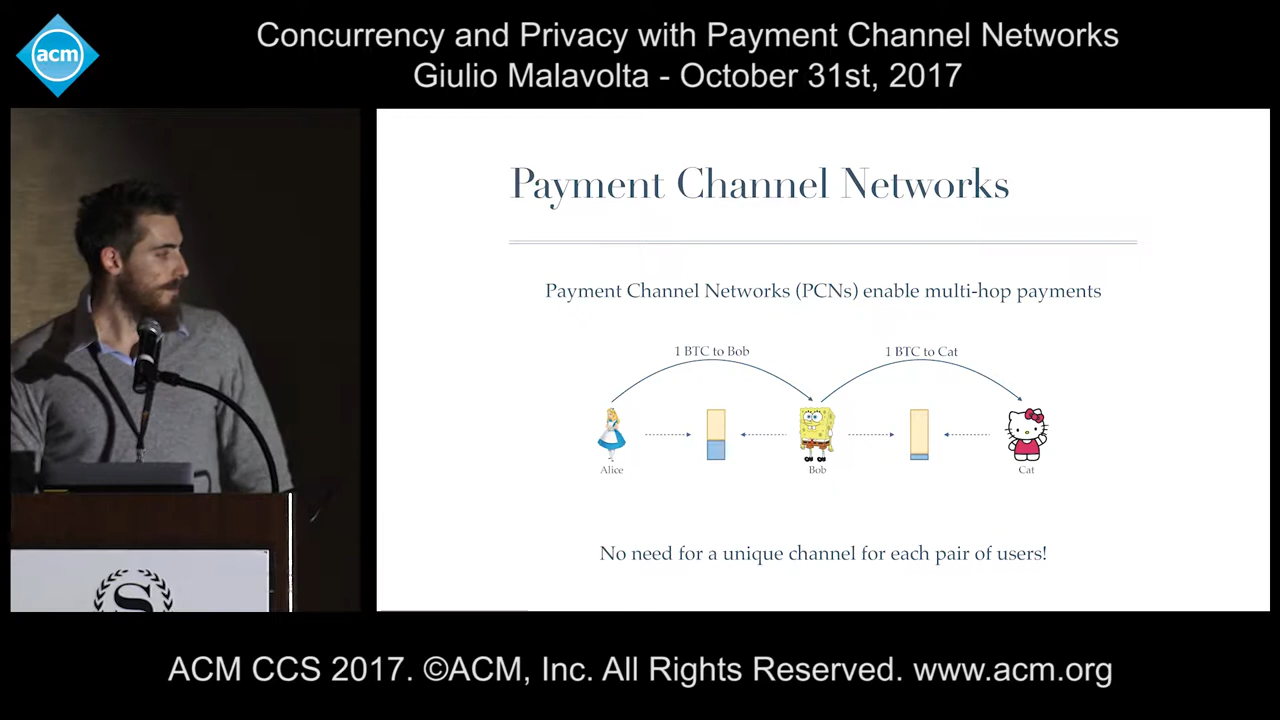 acm
Concurrency and Privacy with Payment Channel Networks
Giulio Malavolta - October 31st, 2017
Payment Channel Networks
Payment Channel Networks (PCNs) enable multi-hop payments
1 BTC to Bob
1 BTC to Cat
Alice
Bob
Cat
No need for a unique channel for each pair of users!
S
ACM CCS 2017. ©ACM, Inc. All Rights Reserved. www.acm.org